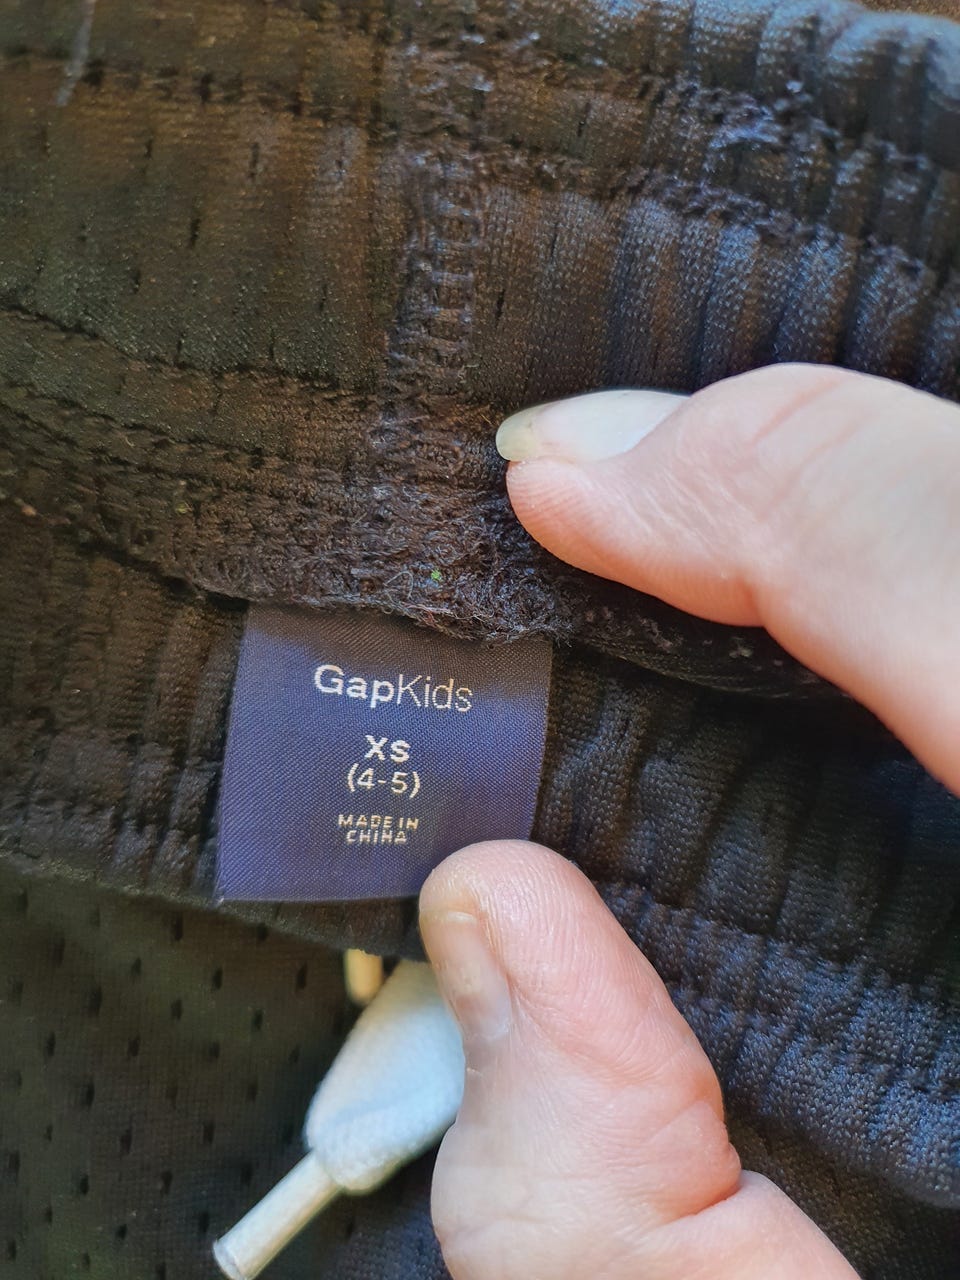 GapKids
XS
(4-5)
MADE IN
CHINA